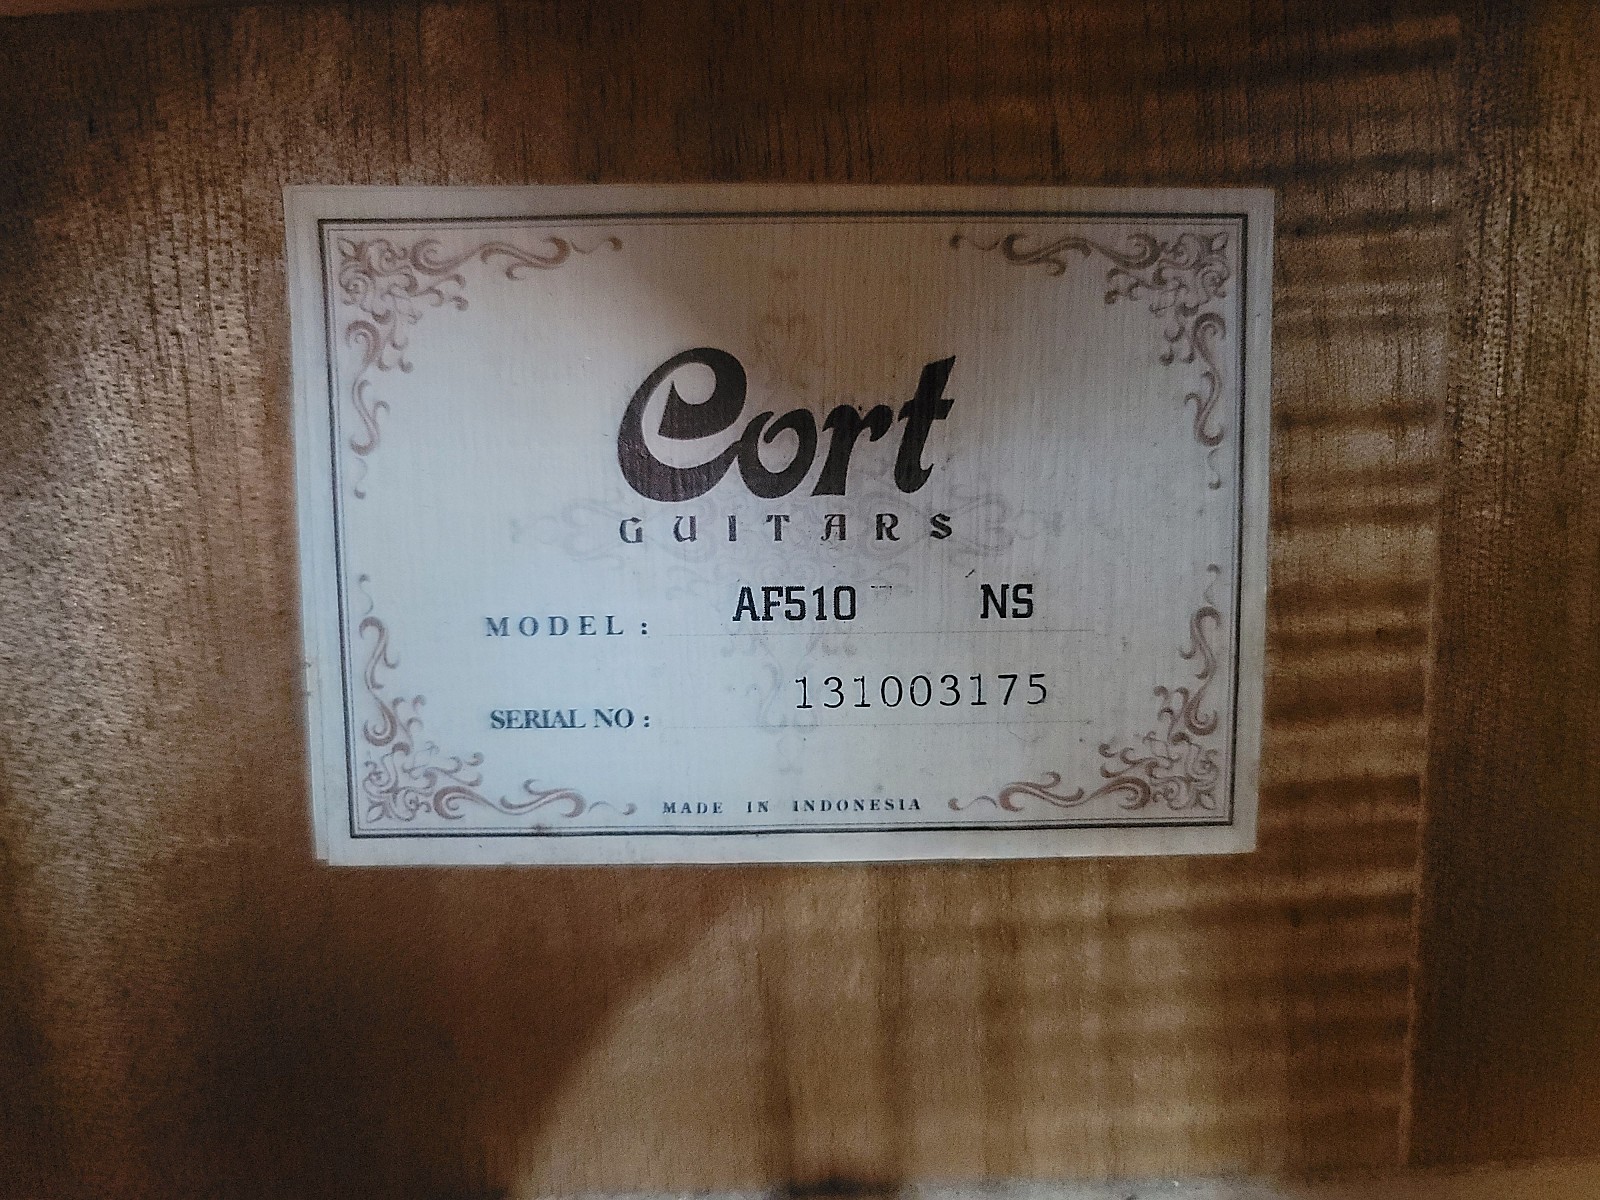 Cort
GUITARS
MODEL: AF510 NS
SERIAL NO: 131003175
MADE IN INDONESIA